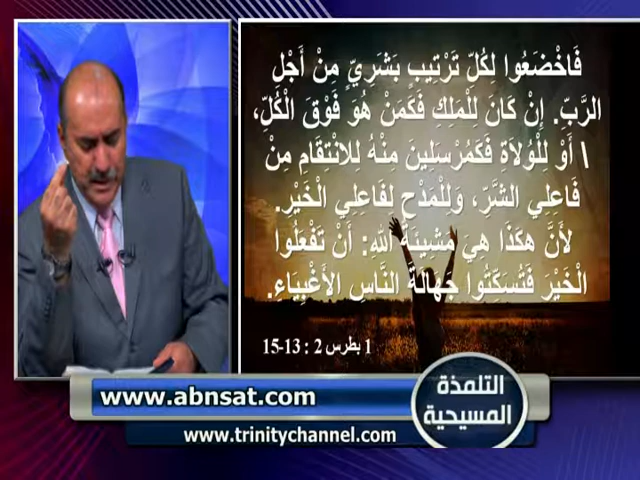 فَاخْضَعُوا لِكُلِّ تَرْتِيبٍ بَشَرِيٍّ مِنْ أَجْلِ
الرَّبِّ. إِنْ كَانَ لِلْمَلِكِ فَكَمَنْ هُوَ فَوْقَ الْكُلِّ،
١ أَوْ لِلْوُلاَةِ فَكَمُرْسَلِينَ مِنْهُ لِلانْتِقَامِ مِنْ
فَاعِلِي الشَّرِّ، وَلِلْمَدْحِ لِفَاعِلِي الْخَيْرِ.
لأَنَّ هكَذَا هِيَ مَشِيئَةُ اللهِ: أَنْ تَفْعَلُوا
الْخَيْرَ فَتُسَكِّتُوا جَهَالَةَ النَّاسِ الأَغْبِيَاءِ.
1 بطرس 2 : 13-15
التلمذة
المسيحية
www.abnsat.com
www.trinitychannel.com